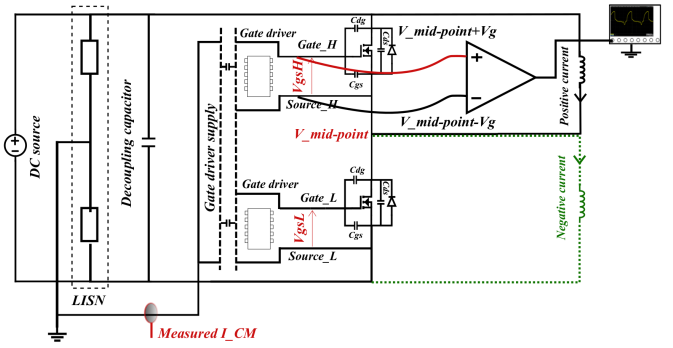 Gate driver
Gate_H
Cdg
Cds
V_mid-point+Vg
VgsH
Cgs
Source_H
V_mid-point-Vg
V_mid-point
Positive current
DC source
Decoupling capacitor
Gate driver supply
Gate driver
Gate_L
Cdg
Cds
VgsL
Cgs
Source_L
Negative current
LISN
Measured I_CM